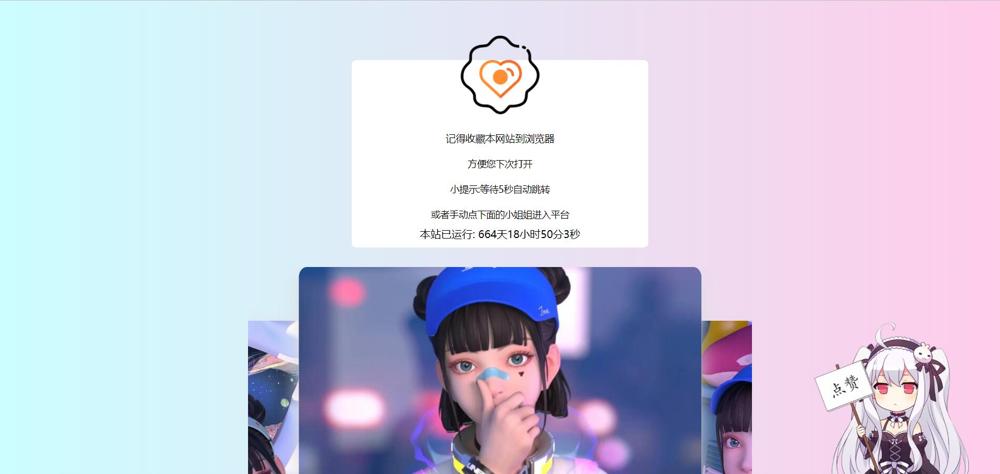 记得收藏本网站到浏览器
方便您下次打开
小提示:等待5秒自动跳转
或者手动点下面的小姐姐进入平台
本站已运行: 664天18小时50分3秒
点赞